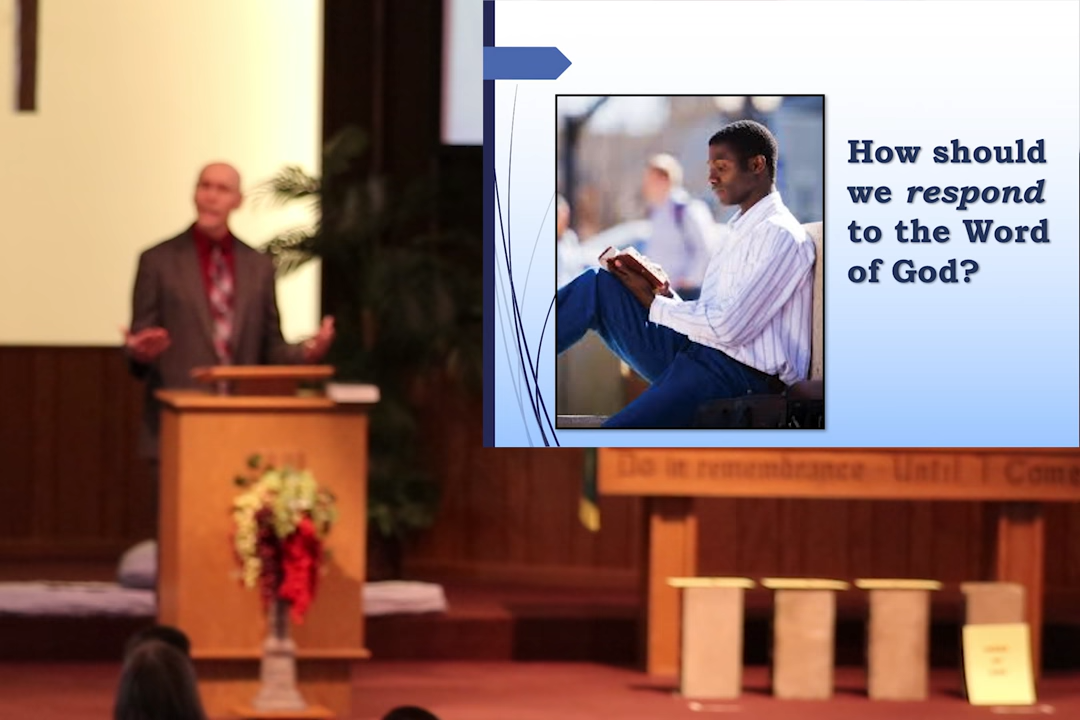 How should
we respond
to the Word
of God?
Do in remembrance Until I Come